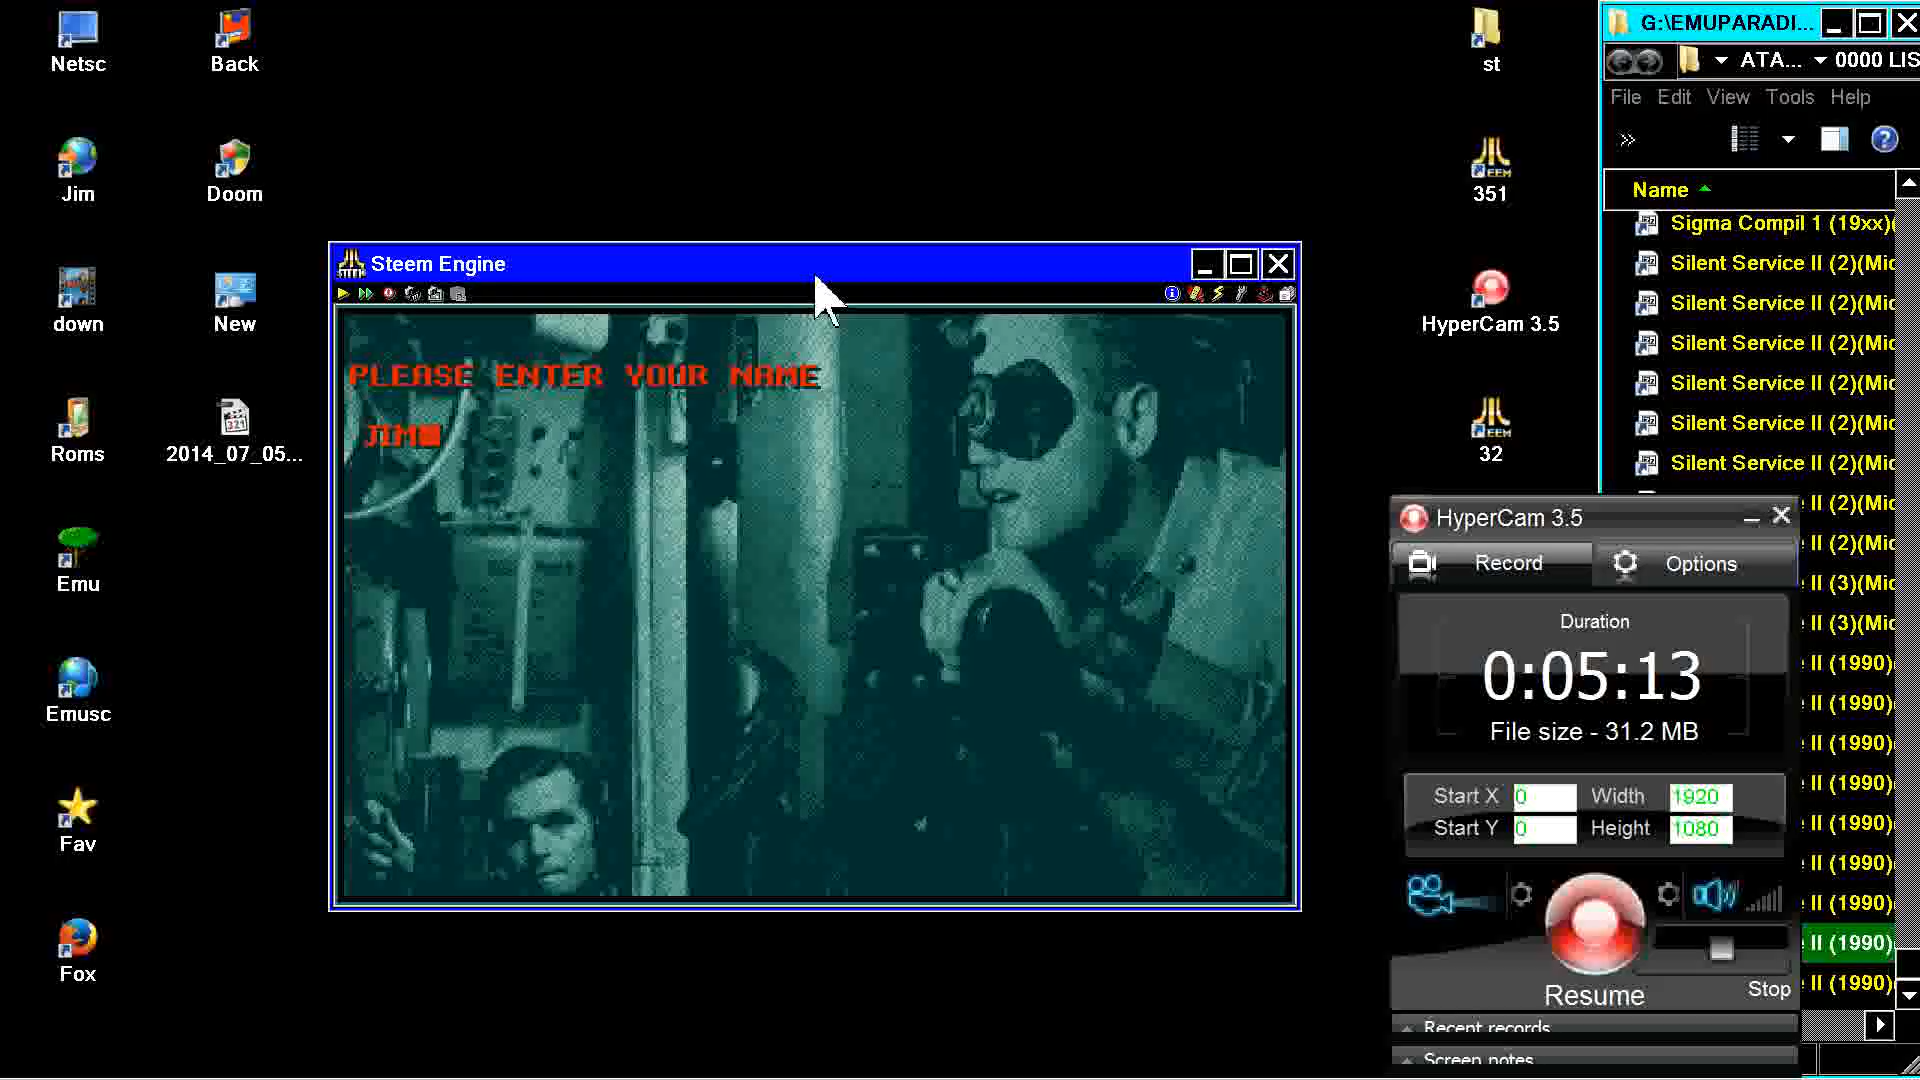 Netsc
Back
Jim
Doom
down
New
Roms
2014_07_05...
Emu
Emusc
Fav
Fox
Steem Engine
PLEASE ENTER YOUR NAME
JIM
st
351
HyperCam 3.5
32
G:\EMUPARADI...
ATA... 0000 LIS
File Edit View Tools Help
Name
Sigma Compil 1 (19xx)(
Silent Service II (2)(Mic
Silent Service II (2)(Mic
Silent Service II (2)(Mic
Silent Service II (2)(Mic
Silent Service II (2)(Mic
Silent Service II (2)(Mic
II (2)(Mic
II (2)(Mic
II (3)(Mic
II (3)(Mic
II (1990)
II (1990)
II (1990)
II (1990)
II (1990)
II (1990)
II (1990)
II (1990)
II (1990)
HyperCam 3.5
Record Options
Duration
0:05:13
File size - 31.2 MB
Start X 0 Width 1920
Start Y 0 Height 1080
Resume
Stop
Recent records
Screen notes